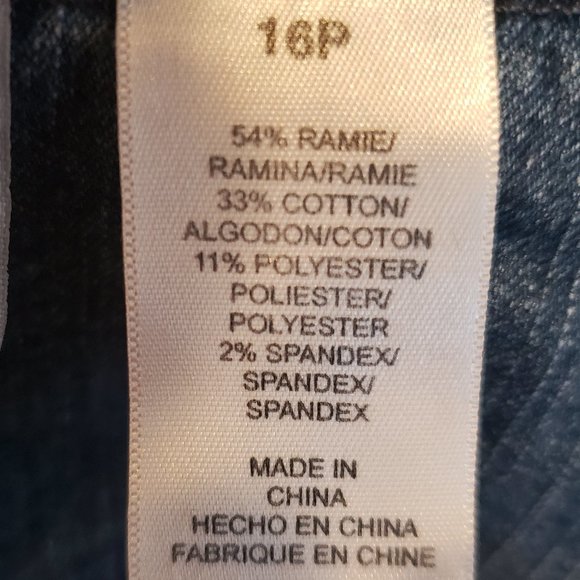 16P
54% RAMIE/
RAMINA/RAMIE
33% COTTON/
ALGODON/COTON
11% POLYESTER/
POLIESTER/
POLYESTER
2% SPANDEX/
SPANDEX/
SPANDEX
MADE IN
CHINA
HECHO EN CHINA
FABRIQUE EN CHINE